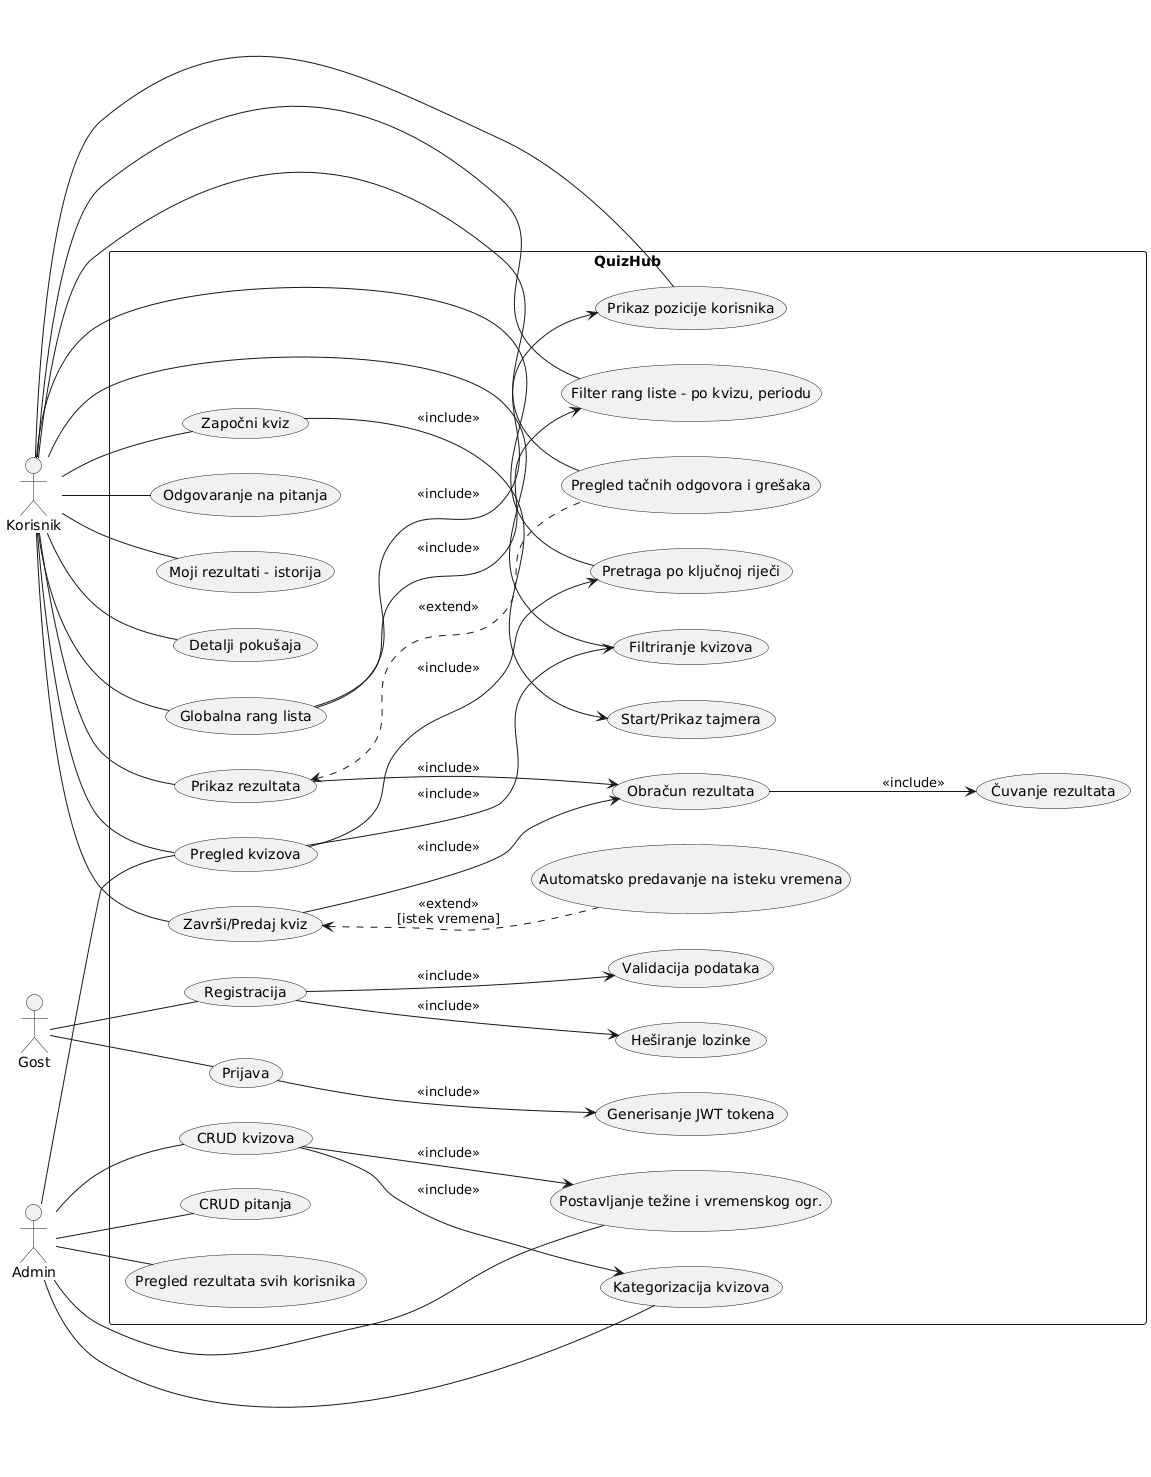 QuizHub
Prikaz pozicije korisnika
Filter rang liste - po kvizu, periodu
Započni kviz
«include»
Pregled tačnih odgovora i grešaka
Odgovaranje na pitanja
«include»
Korisnik
«include»
Moji rezultati - istorija
Pretraga po ključnoj riječi
«extend»
Detalji pokušaja
Filtriranje kvizova
«include»
Globalna rang lista
Start/Prikaz tajmera
«include»
Prikaz rezultata
Obračun rezultata
«include»
Čuvanje rezultata
«include»
Pregled kvizova
«include»
Automatsko predavanje na isteku vremena
«extend»
[istek vremena]
Završi/Predaj kviz
Validacija podataka
«include»
Registracija
«include»
Heširanje lozinke
Gost
Prijava
«include»
Generisanje JWT tokena
CRUD kvizova
«include»
«include»
Postavljanje težine i vremenskog ogr.
CRUD pitanja
Admin
Pregled rezultata svih korisnika
Kategorizacija kvizova